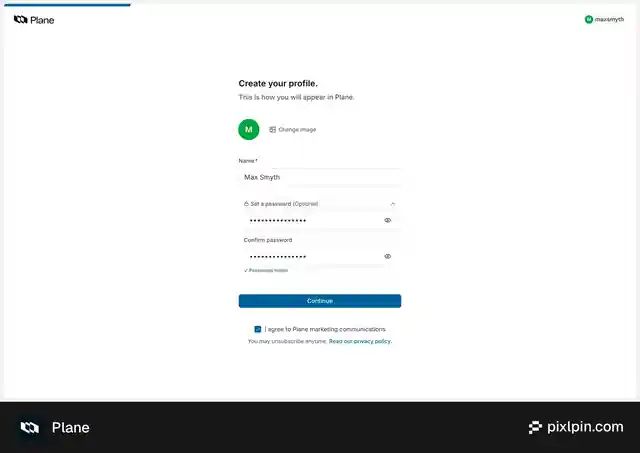 Plane
maxsmyth
Create your profile.
This is how you will appear in Plane.
M
Change image
Name*
Max Smyth
Set a password (Optional)
Confirm password
Passwords match
Continue
I agree to Plane marketing communications
You may unsubscribe anytime. Read our privacy policy.
Plane
pixlpin.com